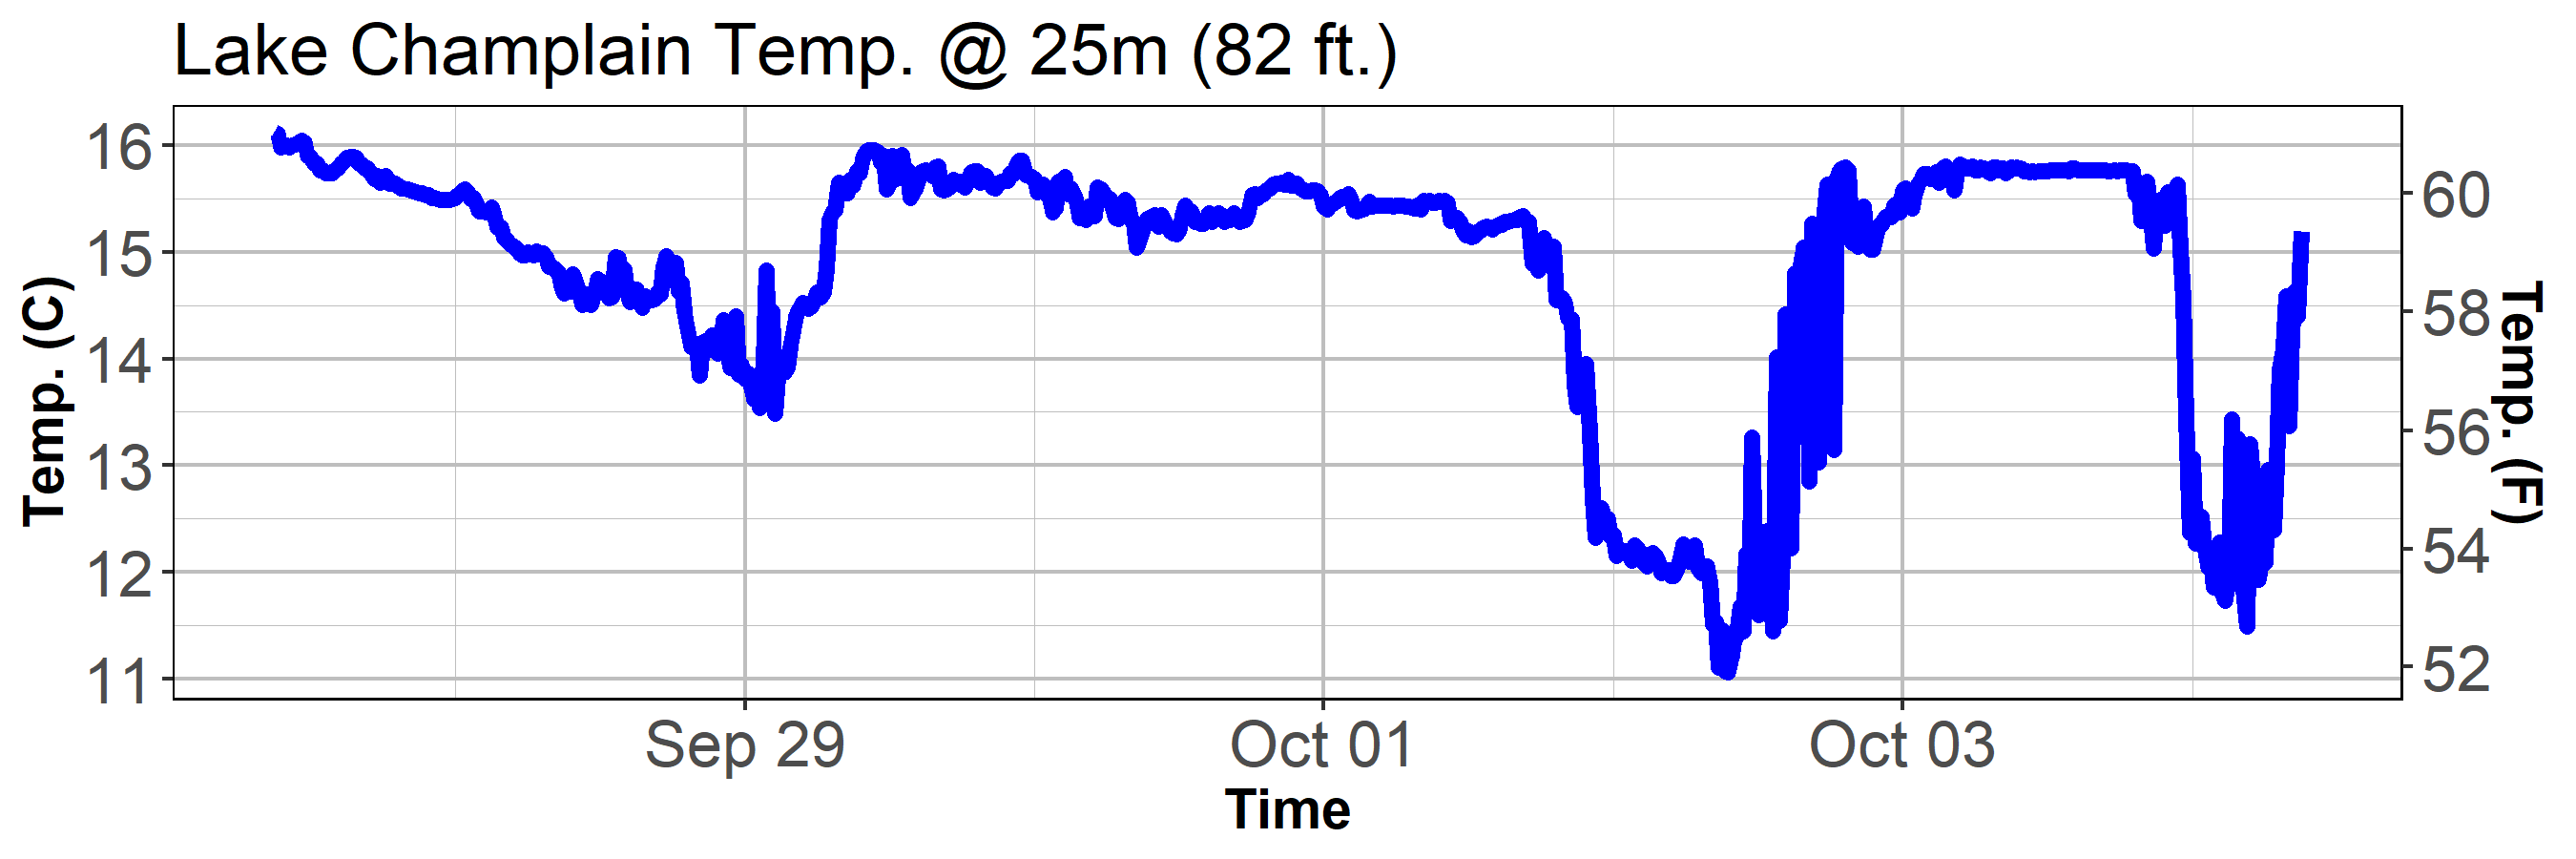 Lake Champlain Temp. @ 25m (82 ft.)
Temp. (C)
16
15
14
13
12
11
60
58
56
54
52
Temp. (F)
Sep 29
Oct 01
Oct 03
Time